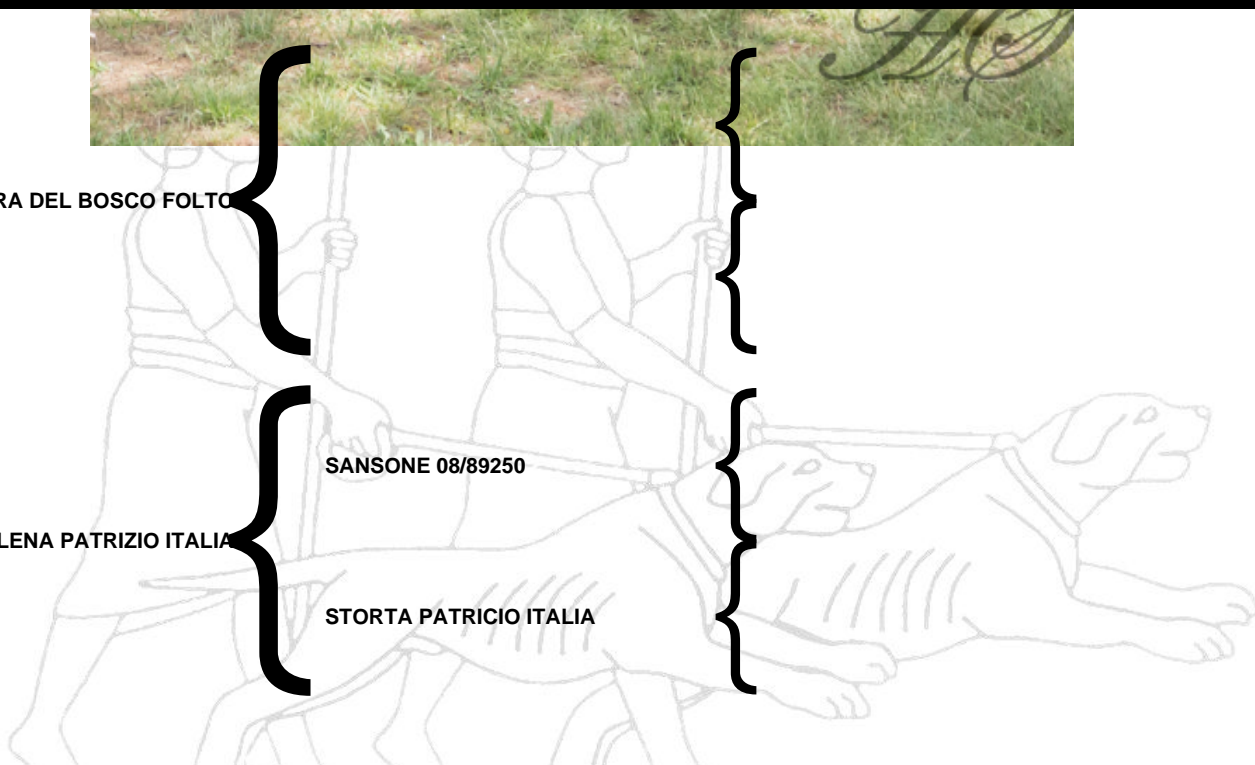 RA DEL BOSCO FOLTO
SANSONE 08/89250
LENA PATRIZIO ITALIA
STORTA PATRICIO ITALIA